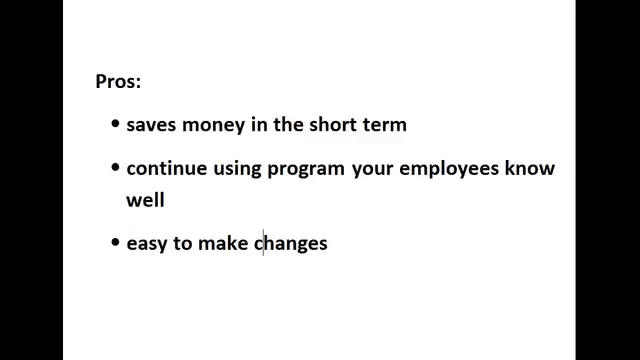 Pros:
• saves money in the short term
• continue using program your employees know
well
• easy to make changes